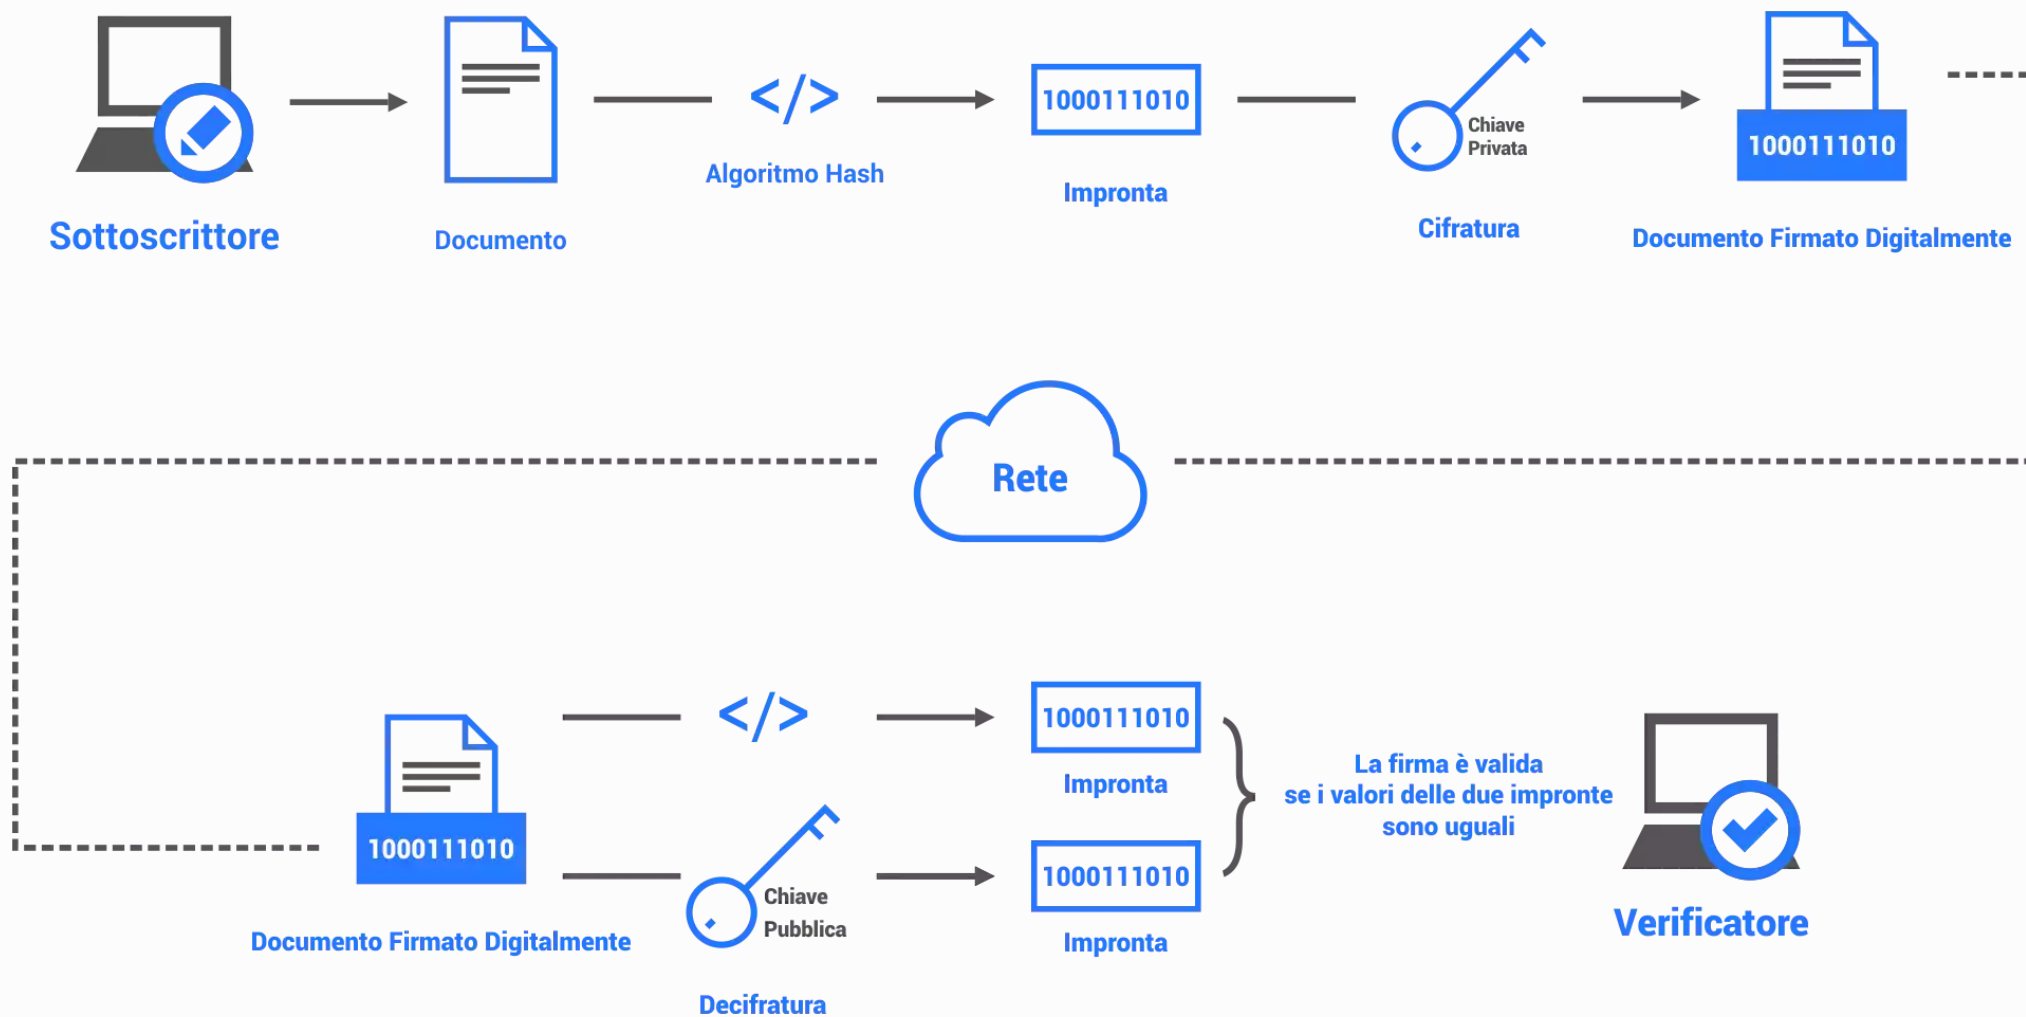 </>
1000111010
Chiave
Privata
1000111010
Algoritmo Hash
Impronta
Sottoscrittore
Documento
Cifratura
Documento Firmato Digitalmente
Rete
</>
1000111010
Impronta
La firma è valida
se i valori delle due impronte
sono uguali
1000111010
Chiave
Pubblica
1000111010
Documento Firmato Digitalmente
Impronta
Verificatore
Decifratura